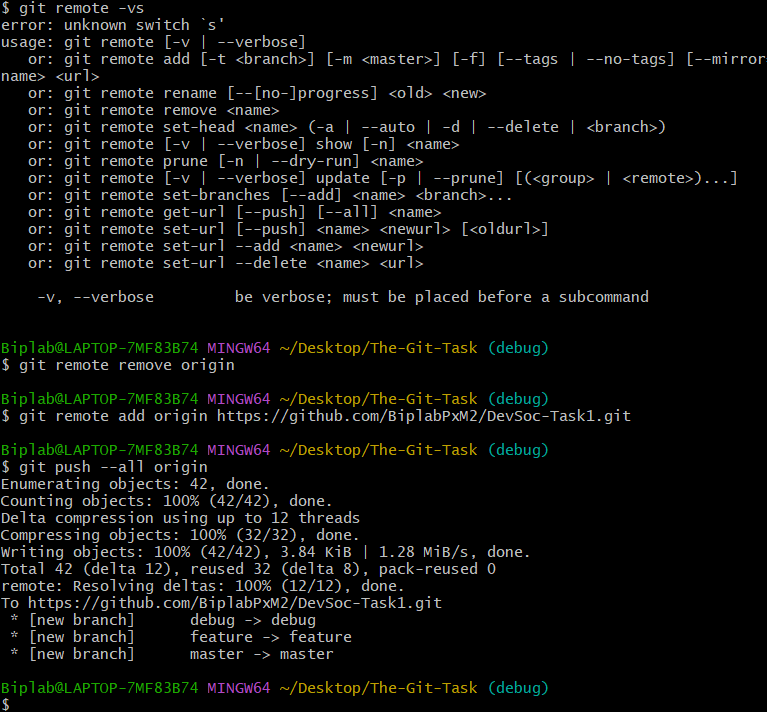 $ git remote -vs
error: unknown switch `s'
usage: git remote [-v | --verbose]
   or: git remote add [-t <branch>] [-m <master>] [-f] [--tags | --no-tags] [--mirror
name> <url>
   or: git remote rename [--[no-]progress] <old> <new>
   or: git remote remove <name>
   or: git remote set-head <name> (-a | --auto | -d | --delete | <branch>)
   or: git remote [-v | --verbose] show [-n] <name>
   or: git remote prune [-n | --dry-run] <name>
   or: git remote [-v | --verbose] update [-p | --prune] [(<group> | <remote>)...]
   or: git remote set-branches [--add] <name> <branch>...
   or: git remote get-url [--push] [--all] <name>
   or: git remote set-url [--push] <name> <newurl> [<oldurl>]
   or: git remote set-url --add <name> <newurl>
   or: git remote set-url --delete <name> <url>
    -v, --verbose         be verbose; must be placed before a subcommand
Biplab@LAPTOP-7MF83B74 MINGW64 ~/Desktop/The-Git-Task (debug)
$ git remote remove origin
Biplab@LAPTOP-7MF83B74 MINGW64 ~/Desktop/The-Git-Task (debug)
$ git remote add origin https://github.com/BiplabPxM2/DevSoc-Task1.git
Biplab@LAPTOP-7MF83B74 MINGW64 ~/Desktop/The-Git-Task (debug)
$ git push --all origin
Enumerating objects: 42, done.
Counting objects: 100% (42/42), done.
Delta compression using up to 12 threads
Compressing objects: 100% (32/32), done.
Writing objects: 100% (42/42), 3.84 KiB | 1.28 MiB/s, done.
Total 42 (delta 12), reused 32 (delta 8), pack-reused 0
remote: Resolving deltas: 100% (12/12), done.
To https://github.com/BiplabPxM2/DevSoc-Task1.git
 * [new branch]      debug -> debug
 * [new branch]      feature -> feature
 * [new branch]      master -> master
Biplab@LAPTOP-7MF83B74 MINGW64 ~/Desktop/The-Git-Task (debug)
$